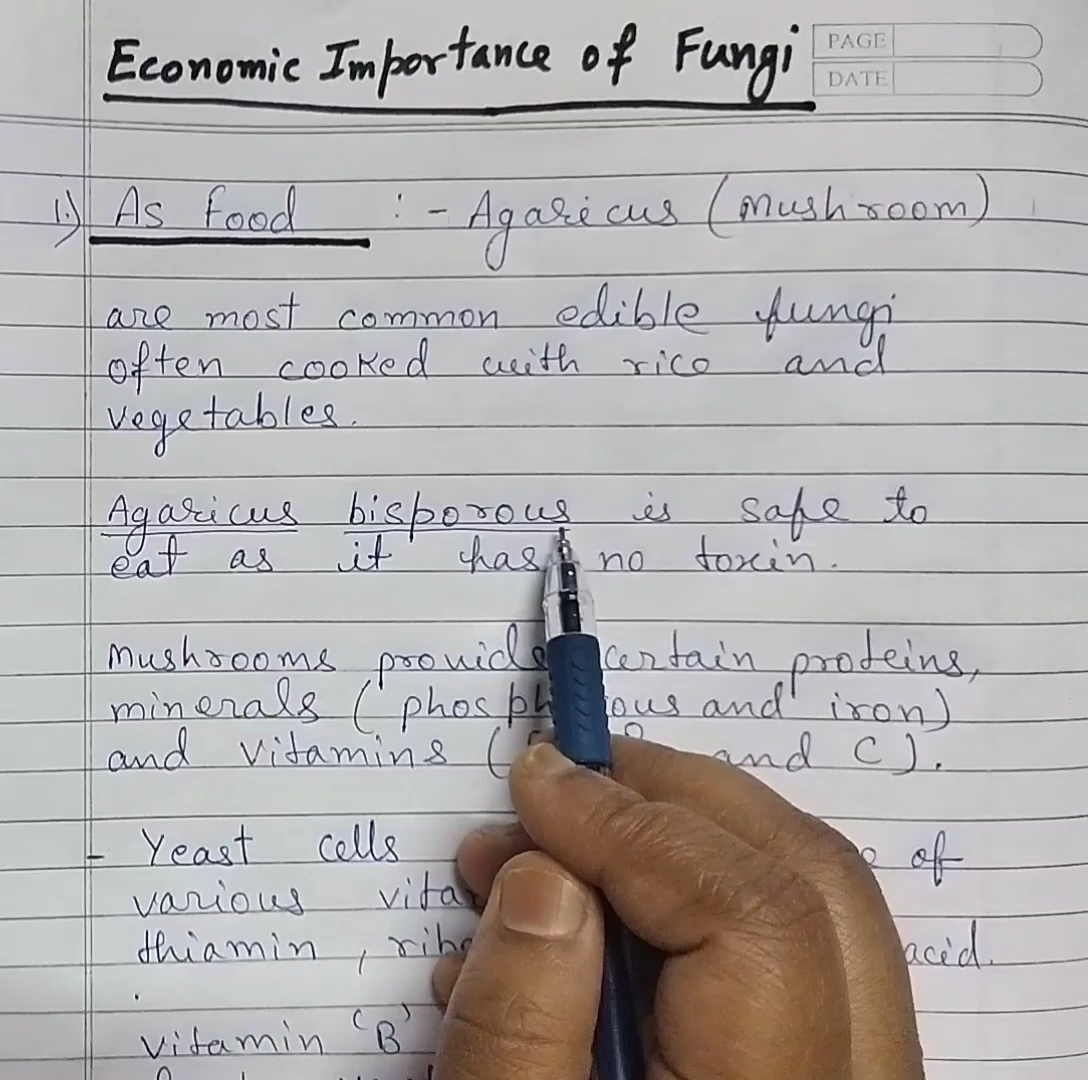 Economic Importance of Fungi
PAGE
DATE
1.) As food :- Agaricus (Mushroom)
are most common edible fungi
often cooked with rice and
vegetables.
Agaricus bisporous is safe to
eat as it has no toxin.
Mushrooms provide certain proteins,
minerals ( and iron)
and vitamins ( and C).
- Yeast cells of
various
thiamin, acid.
vitamin 'B'